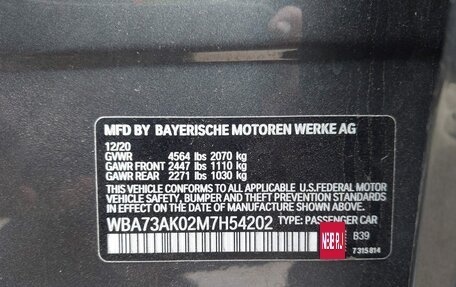 MFD BY BAYERISCHE MOTOREN WERKE AG
12/20
GVWR 4564 lbs 2070 kg
GAWR FRONT 2447 lbs 1110 kg
GAWR REAR 2271 lbs 1030 kg
THIS VEHICLE CONFORMS TO ALL APPLICABLE U.S.FEDERAL MOTOR
VEHICLE SAFETY, BUMPER AND THEFT PREVENTION STANDARDS
IN EFFECT ON THE DATE OF MANUFACTURE SHOWN ABOVE.
WBA73AK02M7H54202 TYPE: PASSENGER CAR
B39
7315814